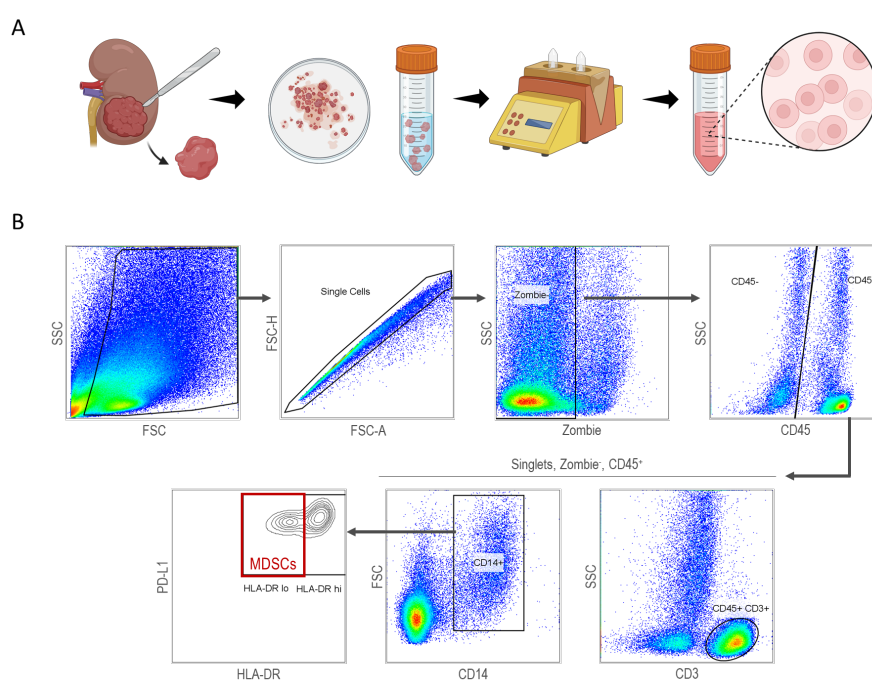 A
B
SSC
FSC
Single Cells
FSC-H
FSC-A
Zombie-
SSC
Zombie
CD45-
CD45
SSC
CD45
Singlets, Zombie-, CD45+
MDSCs
HLA-DR lo
HLA-DR hi
PD-L1
HLA-DR
CD14+
FSC
CD14
CD45+ CD3+
SSC
CD3